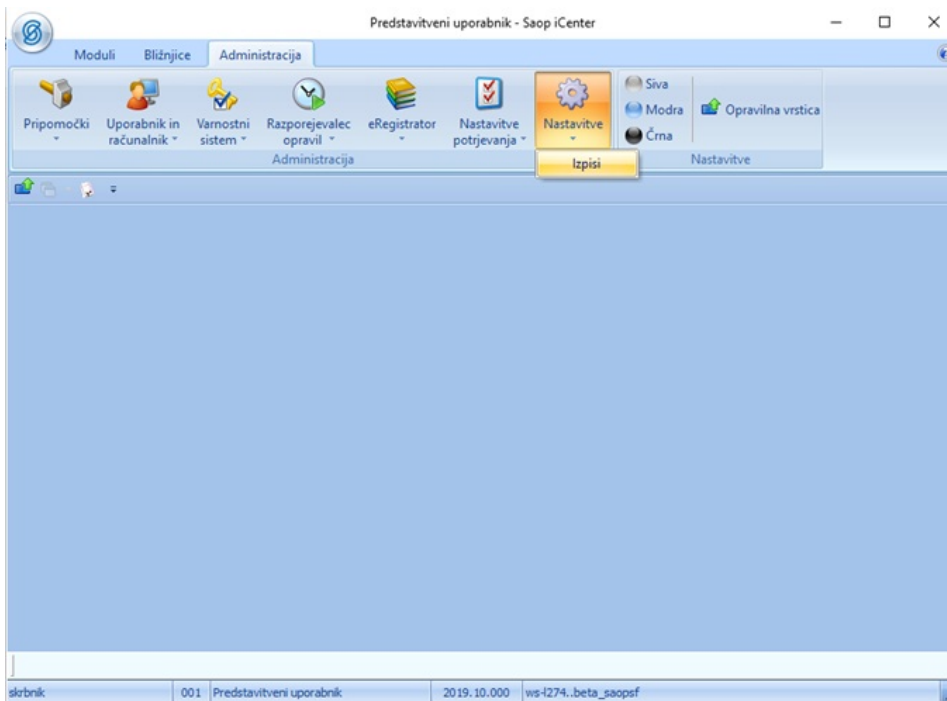 Predstavitveni uporabnik - Saop iCenter
Moduli Bližnjice Administracija
Pripomočki
Uporabnik in računalnik
Varnostni sistem
Razporejevalec opravil
eRegistrator
Nastavitve potrjevanja
Nastavitve
Siva
Modra
Črna
Opravilna vrstica
Administracija
Nastavitve
Izpisi
skrbnik 001 Predstavitveni uporabnik 2019.10.000 ws-l274..beta_saopsf